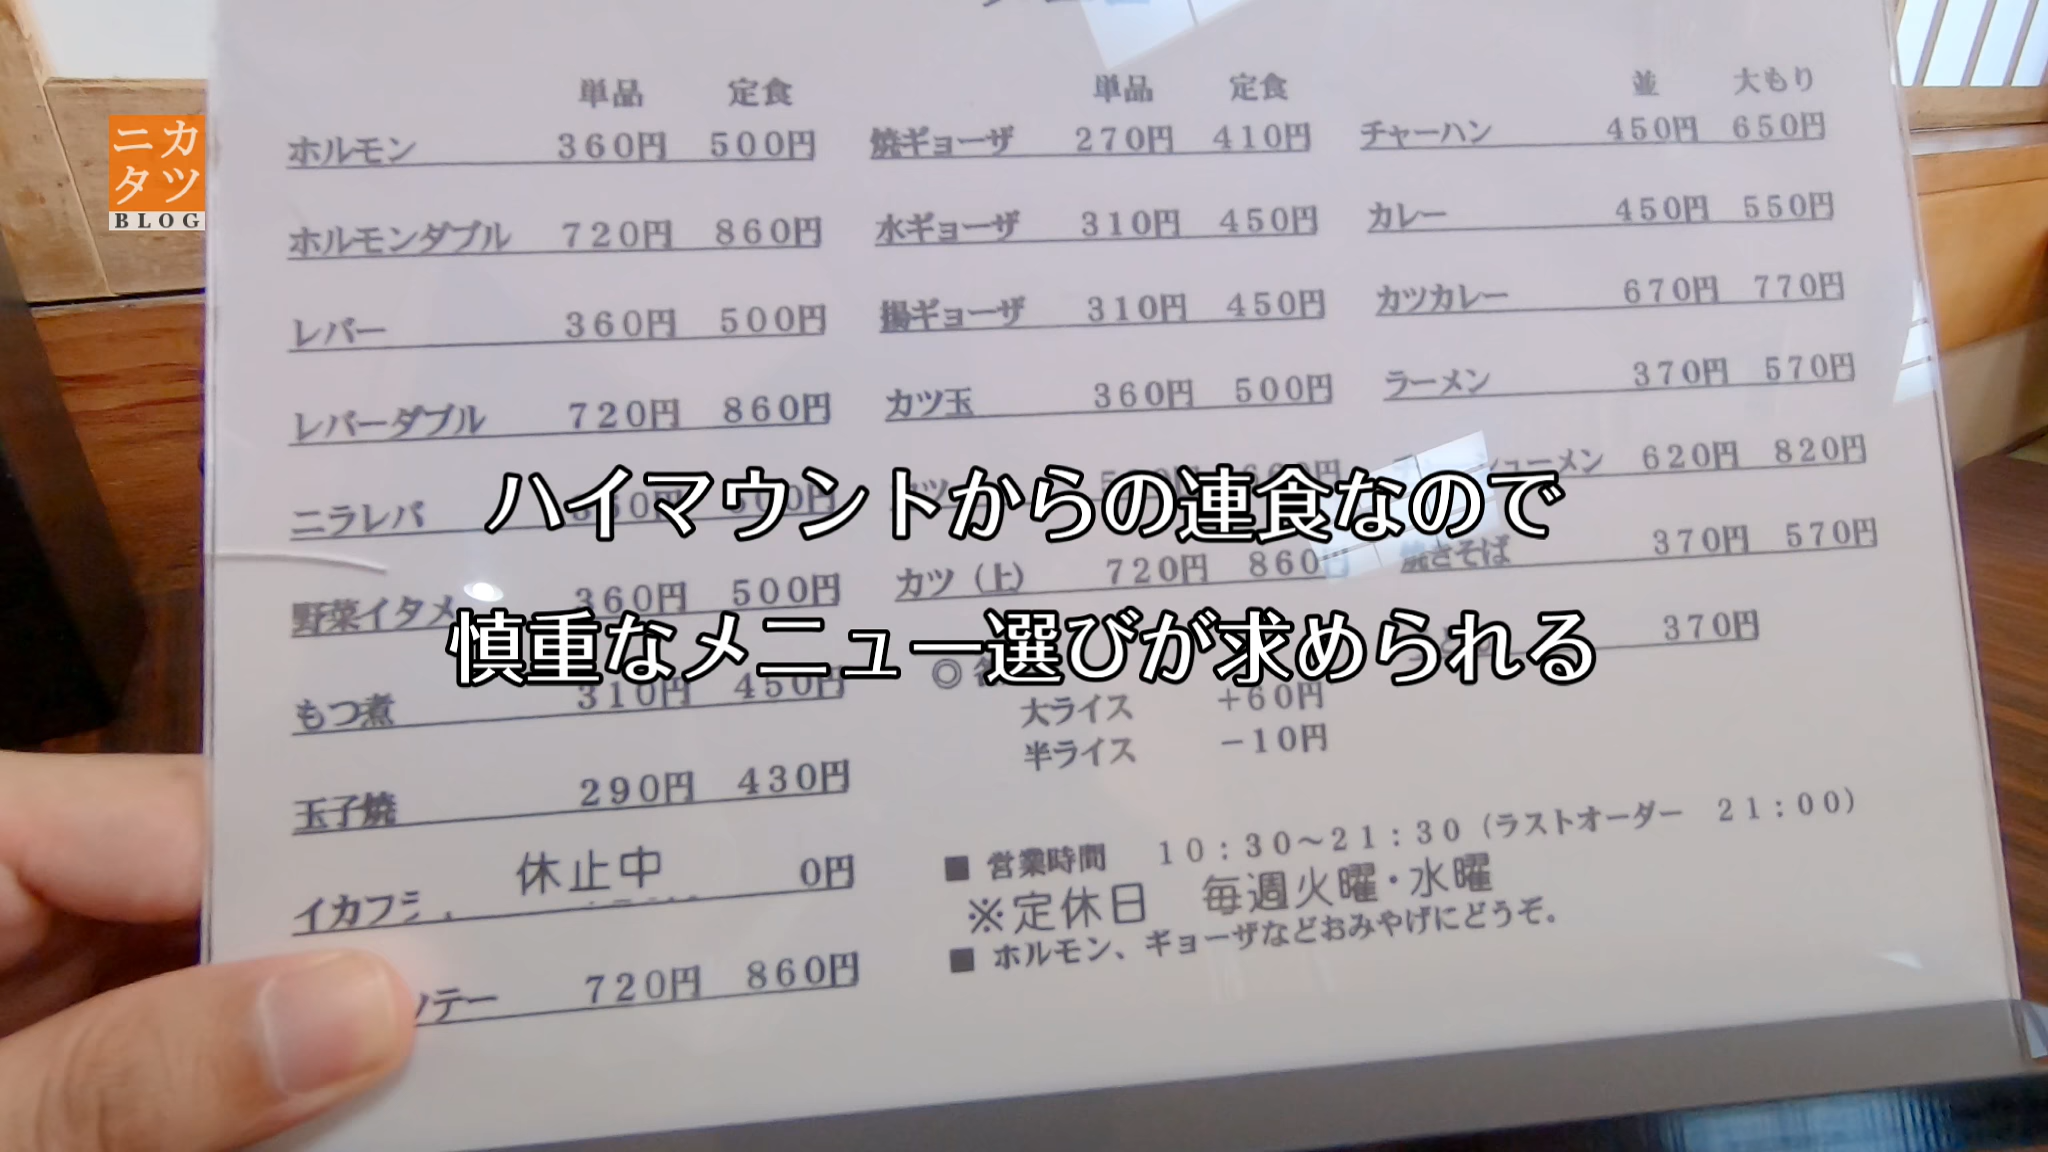 ニカ
タツ
BLOG
単品 定食
ホルモン 360円 500円
ホルモンダブル 720円 860円
レバー 360円 500円
レバーダブル 720円 860円
ニラレバ
野菜イタメ 360円 500円
もつ煮 310円 450円
玉子焼 290円 430円
イカフ 休止中 0円
ッテー 720円 860円
単品 定食
焼ギョーザ 270円 410円
水ギョーザ 310円 450円
揚ギョーザ 310円 450円
カツ玉 360円 500円
カツ（上） 720円 860円
◎
大ライス +60円
半ライス −10円
並 大もり
チャーハン 450円 650円
カレー 450円 550円
カツカレー 670円 770円
ラーメン 370円 570円
シューメン 620円 820円
焼きそば 370円 570円
370円
■ 営業時間 10：30～21：30（ラストオーダー 21：00）
※定休日 毎週火曜・水曜
■ ホルモン、ギョーザなどおみやげにどうぞ。
ハイマウントからの連食なので
慎重なメニュー選びが求められる